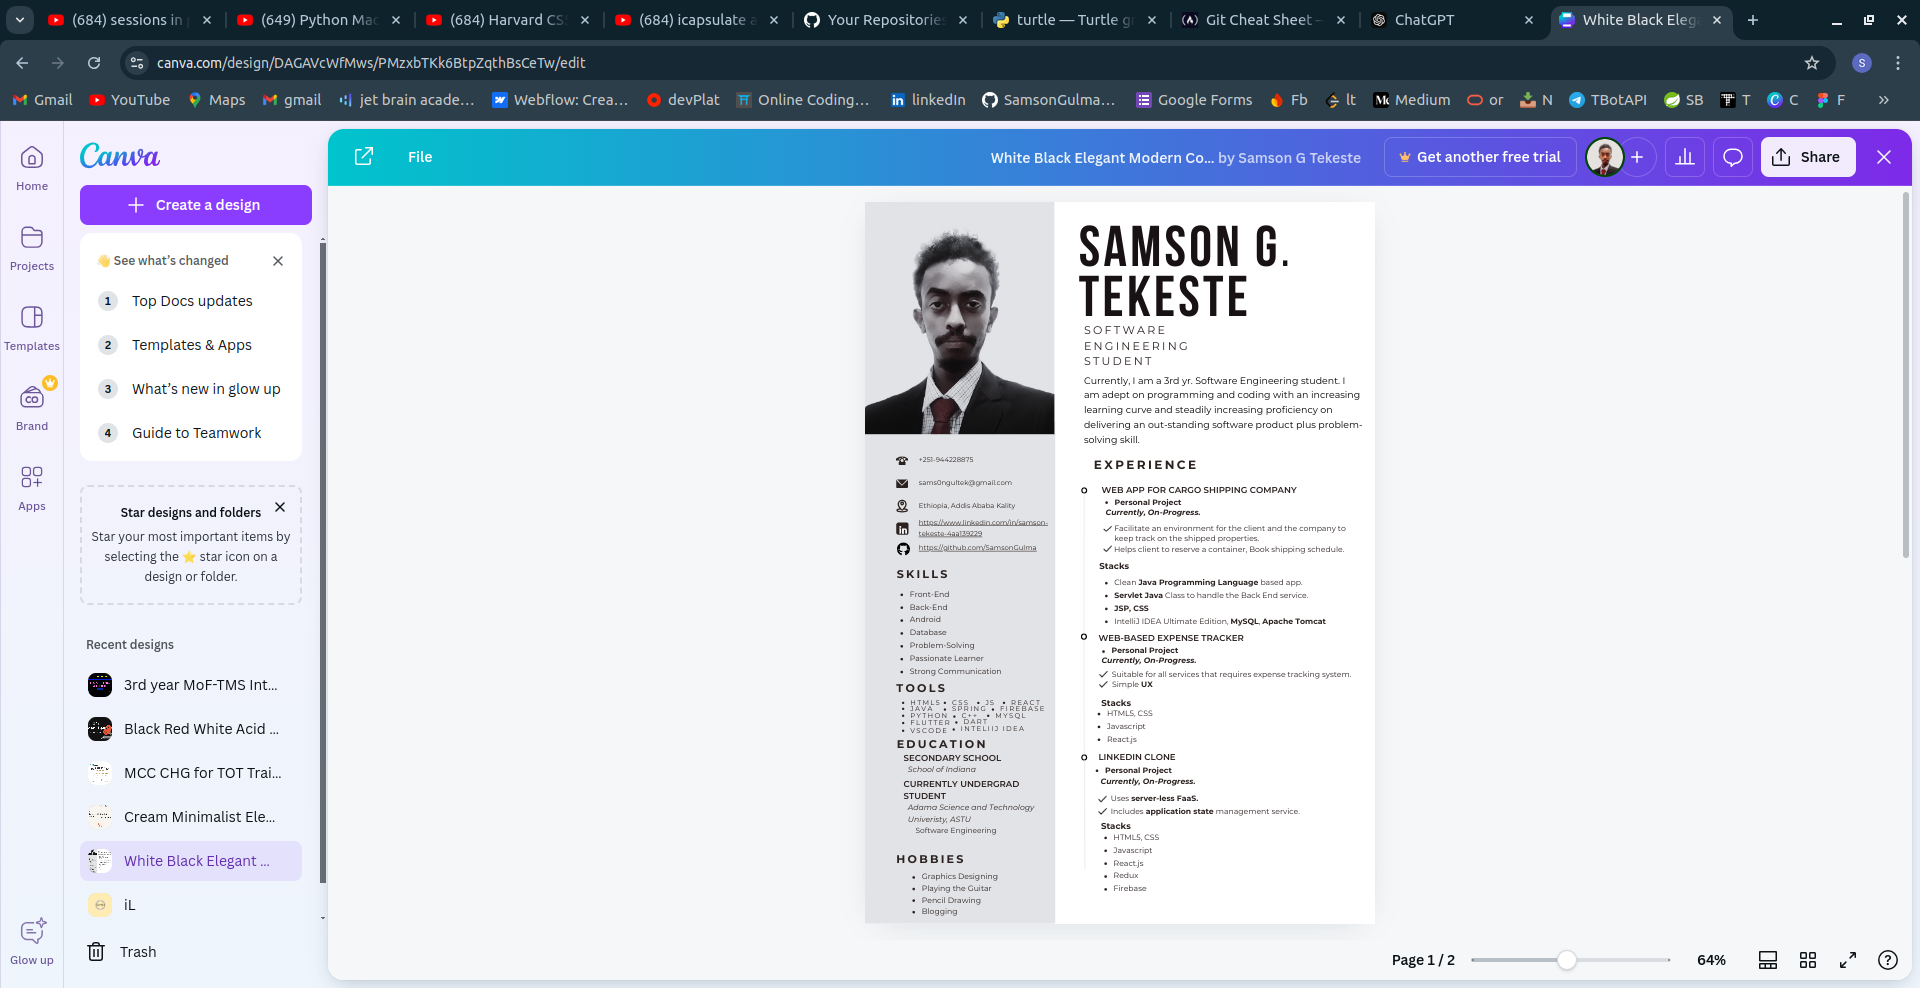 (684) sessions in
(649) Python Mac
(684) Harvard CS
(684) icapsulate a
Your Repositories
turtle — Turtle gr
Git Cheat Sheet –
ChatGPT
White Black Eleg
canva.com/design/DAGAVcWfMws/PMzxbTKk6BtpZqthBsCeTw/edit
S
Gmail
YouTube
Maps
gmail
jet brain acade...
Webflow: Crea...
devPlat
Online Coding...
linkedIn
SamsonGulma...
Google Forms
Fb
lt
Medium
or
N
TBotAPI
SB
T
C
F
Home
Projects
Templates
Brand
Apps
Glow up
Canva
Create a design
See what's changed
1 Top Docs updates
2 Templates & Apps
3 What's new in glow up
4 Guide to Teamwork
Star designs and folders
Star your most important items by
selecting the ⭐ star icon on a
design or folder.
Recent designs
3rd year MoF-TMS Int...
Black Red White Acid ...
MCC CHG for TOT Trai...
Cream Minimalist Ele...
White Black Elegant ...
iL
Trash
File
White Black Elegant Modern Co... by Samson G Tekeste
Get another free trial
Share
+251-944228875
sams0ngultek@gmail.com
Ethiopia, Addis Ababa Kality
https://www.linkedin.com/in/samson-
tekeste-4aa139229
https://github.com/SamsonGulma
SKILLS
Front-End
Back-End
Android
Database
Problem-Solving
Passionate Learner
Strong Communication
TOOLS
HTML5 CSS JS REACT
JAVA SPRING FIREBASE
PYTHON C++ MYSQL
FLUTTER DART
VSCODE INTELIIJ IDEA
EDUCATION
SECONDARY SCHOOL
School of Indiana
CURRENTLY UNDERGRAD
STUDENT
Adama Science and Technology
Univeristy, ASTU
Software Engineering
HOBBIES
Graphics Designing
Playing the Guitar
Pencil Drawing
Blogging
SAMSON G.
TEKESTE
SOFTWARE
ENGINEERING
STUDENT
Currently, I am a 3rd yr. Software Engineering student. I
am adept on programming and coding with an increasing
learning curve and steadily increasing proficiency on
delivering an out-standing software product plus problem-
solving skill.
EXPERIENCE
WEB APP FOR CARGO SHIPPING COMPANY
Personal Project
Currently, On-Progress.
Facilitate an environment for the client and the company to
keep track on the shipped properties.
Helps client to reserve a container, Book shipping schedule.
Stacks
Clean Java Programming Language based app.
Servlet Java Class to handle the Back End service.
JSP, CSS
IntelliJ IDEA Ultimate Edition, MySQL, Apache Tomcat
WEB-BASED EXPENSE TRACKER
Personal Project
Currently, On-Progress.
Suitable for all services that requires expense tracking system.
Simple UX
Stacks
HTML5, CSS
Javascript
React.js
LINKEDIN CLONE
Personal Project
Currently, On-Progress.
Uses server-less FaaS.
Includes application state management service.
Stacks
HTML5, CSS
Javascript
React.js
Redux
Firebase
Page 1 / 2
64%